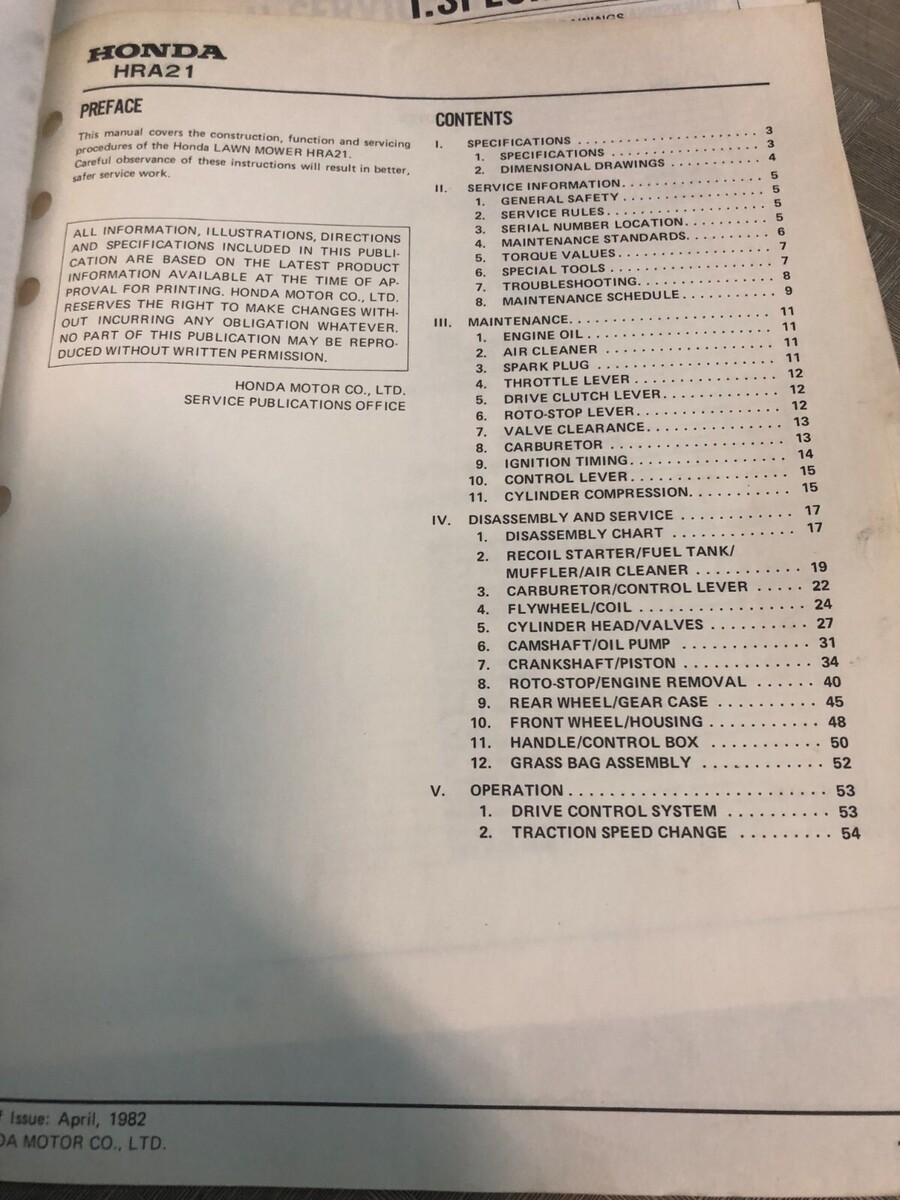 HONDA
HRA21
PREFACE
This manual covers the construction, function and servicing
procedures of the Honda LAWN MOWER HRA21.
Careful observance of these instructions will result in better,
safer service work.
ALL INFORMATION, ILLUSTRATIONS, DIRECTIONS
AND SPECIFICATIONS INCLUDED IN THIS PUBLI-
CATION ARE BASED ON THE LATEST PRODUCT
INFORMATION AVAILABLE AT THE TIME OF AP-
PROVAL FOR PRINTING. HONDA MOTOR CO., LTD.
RESERVES THE RIGHT TO MAKE CHANGES WITH-
OUT INCURRING ANY OBLIGATION WHATEVER.
NO PART OF THIS PUBLICATION MAY BE REPRO-
DUCED WITHOUT WRITTEN PERMISSION.
HONDA MOTOR CO., LTD.
SERVICE PUBLICATIONS OFFICE
CONTENTS
I. SPECIFICATIONS . . . . . . . . . . . . . . . . . . . . . 3
1. SPECIFICATIONS . . . . . . . . . . . . . . . . . 3
2. DIMENSIONAL DRAWINGS . . . . . . . . . . 4
II. SERVICE INFORMATION. . . . . . . . . . . . . . . . . 5
1. GENERAL SAFETY . . . . . . . . . . . . . . . . . 5
2. SERVICE RULES. . . . . . . . . . . . . . . . . . . 5
3. SERIAL NUMBER LOCATION. . . . . . . . . 5
4. MAINTENANCE STANDARDS. . . . . . . . . 6
5. TORQUE VALUES. . . . . . . . . . . . . . . . . . 7
6. SPECIAL TOOLS . . . . . . . . . . . . . . . . . . 7
7. TROUBLESHOOTING. . . . . . . . . . . . . . . 8
8. MAINTENANCE SCHEDULE. . . . . . . . . . 9
III. MAINTENANCE. . . . . . . . . . . . . . . . . . . . . . 11
1. ENGINE OIL . . . . . . . . . . . . . . . . . . . . 11
2. AIR CLEANER . . . . . . . . . . . . . . . . . . 11
3. SPARK PLUG . . . . . . . . . . . . . . . . . . . 11
4. THROTTLE LEVER . . . . . . . . . . . . . . . 12
5. DRIVE CLUTCH LEVER. . . . . . . . . . . . 12
6. ROTO-STOP LEVER. . . . . . . . . . . . . . . 12
7. VALVE CLEARANCE. . . . . . . . . . . . . . 13
8. CARBURETOR . . . . . . . . . . . . . . . . . . 13
9. IGNITION TIMING. . . . . . . . . . . . . . . . 14
10. CONTROL LEVER. . . . . . . . . . . . . . . . 15
11. CYLINDER COMPRESSION. . . . . . . . . . 15
IV. DISASSEMBLY AND SERVICE . . . . . . . . . . . . 17
1. DISASSEMBLY CHART . . . . . . . . . . . . . 17
2. RECOIL STARTER/FUEL TANK/
MUFFLER/AIR CLEANER . . . . . . . . . . . 19
3. CARBURETOR/CONTROL LEVER . . . . . 22
4. FLYWHEEL/COIL . . . . . . . . . . . . . . . . . 24
5. CYLINDER HEAD/VALVES . . . . . . . . . . 27
6. CAMSHAFT/OIL PUMP . . . . . . . . . . . . . 31
7. CRANKSHAFT/PISTON . . . . . . . . . . . . . 34
8. ROTO-STOP/ENGINE REMOVAL . . . . . . 40
9. REAR WHEEL/GEAR CASE . . . . . . . . . . 45
10. FRONT WHEEL/HOUSING . . . . . . . . . . . 48
11. HANDLE/CONTROL BOX . . . . . . . . . . . 50
12. GRASS BAG ASSEMBLY . . . . . . . . . . . . 52
V. OPERATION . . . . . . . . . . . . . . . . . . . . . . . . 53
1. DRIVE CONTROL SYSTEM . . . . . . . . . . 53
2. TRACTION SPEED CHANGE . . . . . . . . . 54
Issue: April, 1982
MOTOR CO., LTD.